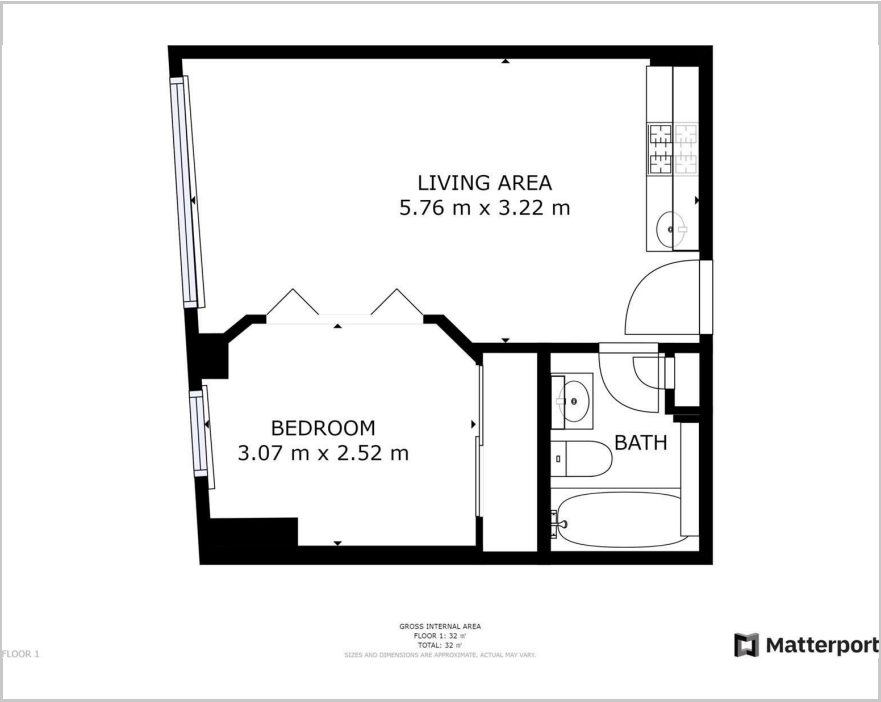 LIVING AREA
5.76 m x 3.22 m
BEDROOM
3.07 m x 2.52 m
BATH
GROSS INTERNAL AREA
FLOOR 1: 32 ㎡
TOTAL: 32 ㎡
SIZES AND DIMENSIONS ARE APPROXIMATE, ACTUAL MAY VARY.
FLOOR 1
Matterport